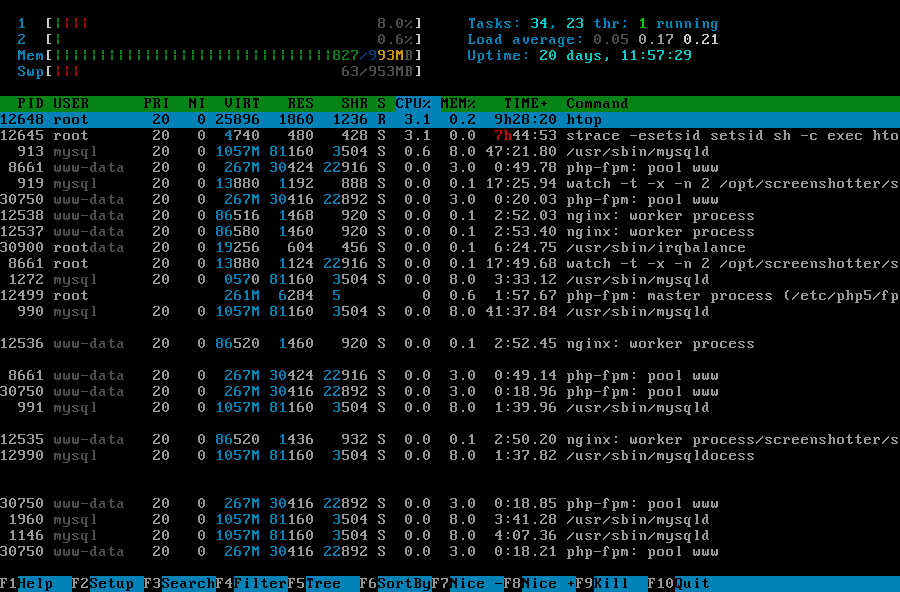 1 [||||| 8.0%] Tasks: 34, 23 thr; 1 running
2 [| 0.6%] Load average: 0.05 0.17 0.21
Mem[|||||||||||||||||||||||||||||||827/993MB] Uptime: 20 days, 11:57:29
Swp[||| 63/953MB]
PID USER PRI NI VIRT RES SHR S CPU% MEM% TIME+ Command
12648 root 20 0 25896 1860 1236 R 3.1 0.2 9h28:20 htop
12645 root 20 0 4740 480 428 S 3.1 0.0 7h44:53 strace -esetsid setsid sh -c exec hto
913 mysql 20 0 1057M 81160 3504 S 0.6 8.0 47:21.80 /usr/sbin/mysqld
8661 www-data 20 0 267M 30424 22916 S 0.0 3.0 0:49.78 php-fpm: pool www
919 mysql 20 0 13880 1192 888 S 0.0 0.1 17:25.94 watch -t -x -n 2 /opt/screenshotter/s
30750 www-data 20 0 267M 30416 22892 S 0.0 3.0 0:20.03 php-fpm: pool www
12538 www-data 20 0 86516 1468 920 S 0.0 0.1 2:52.03 nginx: worker process
12537 www-data 20 0 86580 1460 920 S 0.0 0.1 2:53.40 nginx: worker process
30900 rootdata 20 0 19256 604 456 S 0.0 0.1 6:24.75 /usr/sbin/irqbalance
8661 root 20 0 13880 1124 22364 S 0.0 0.1 17:49.68 watch -t -x -n 2 /opt/screenshotter/s
1272 mysql 20 0 0570 81160 3504 S 0.0 8.0 3:33.12 /usr/sbin/mysqld
12499 root 261M 6284 5 0 0.6 1:57.67 php-fpm: master process (/etc/php5/fp
990 mysql 20 0 1057M 81160 3504 S 0.0 8.0 41:37.84 /usr/sbin/mysqld
12536 www-data 20 0 86520 1460 920 S 0.0 0.1 2:52.45 nginx: worker process
8661 www-data 20 0 267M 30424 22916 S 0.0 3.0 0:49.14 php-fpm: pool www
30750 www-data 20 0 267M 30416 22892 S 0.0 3.0 0:18.96 php-fpm: pool www
991 mysql 20 0 1057M 81160 3504 S 0.0 8.0 1:39.96 /usr/sbin/mysqld
12535 www-data 20 0 86520 1436 932 S 0.0 0.1 2:50.20 nginx: worker process/screenshotter/s
12990 mysql 20 0 1057M 81160 3504 S 0.0 8.0 1:37.82 /usr/sbin/mysqldocess
30750 www-data 20 0 267M 30416 22892 S 0.0 3.0 0:18.85 php-fpm: pool www
1960 mysql 20 0 1057M 81160 3504 S 0.0 8.0 3:41.28 /usr/sbin/mysqld
1146 mysql 20 0 1057M 81160 3504 S 0.0 8.0 4:07.36 /usr/sbin/mysqld
30750 www-data 20 0 267M 30416 22892 S 0.0 3.0 0:18.21 php-fpm: pool www
F1Help F2Setup F3SearchF4FilterF5Tree F6SortByF7Nice -F8Nice +F9Kill F10Quit